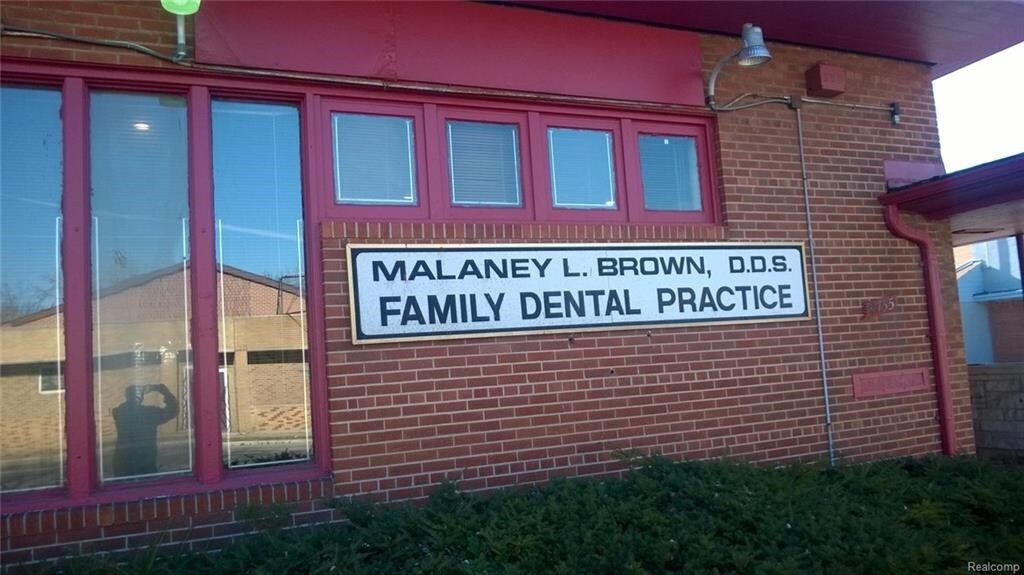 MALANEY L. BROWN, D.D.S.
FAMILY DENTAL PRACTICE
Realcomp